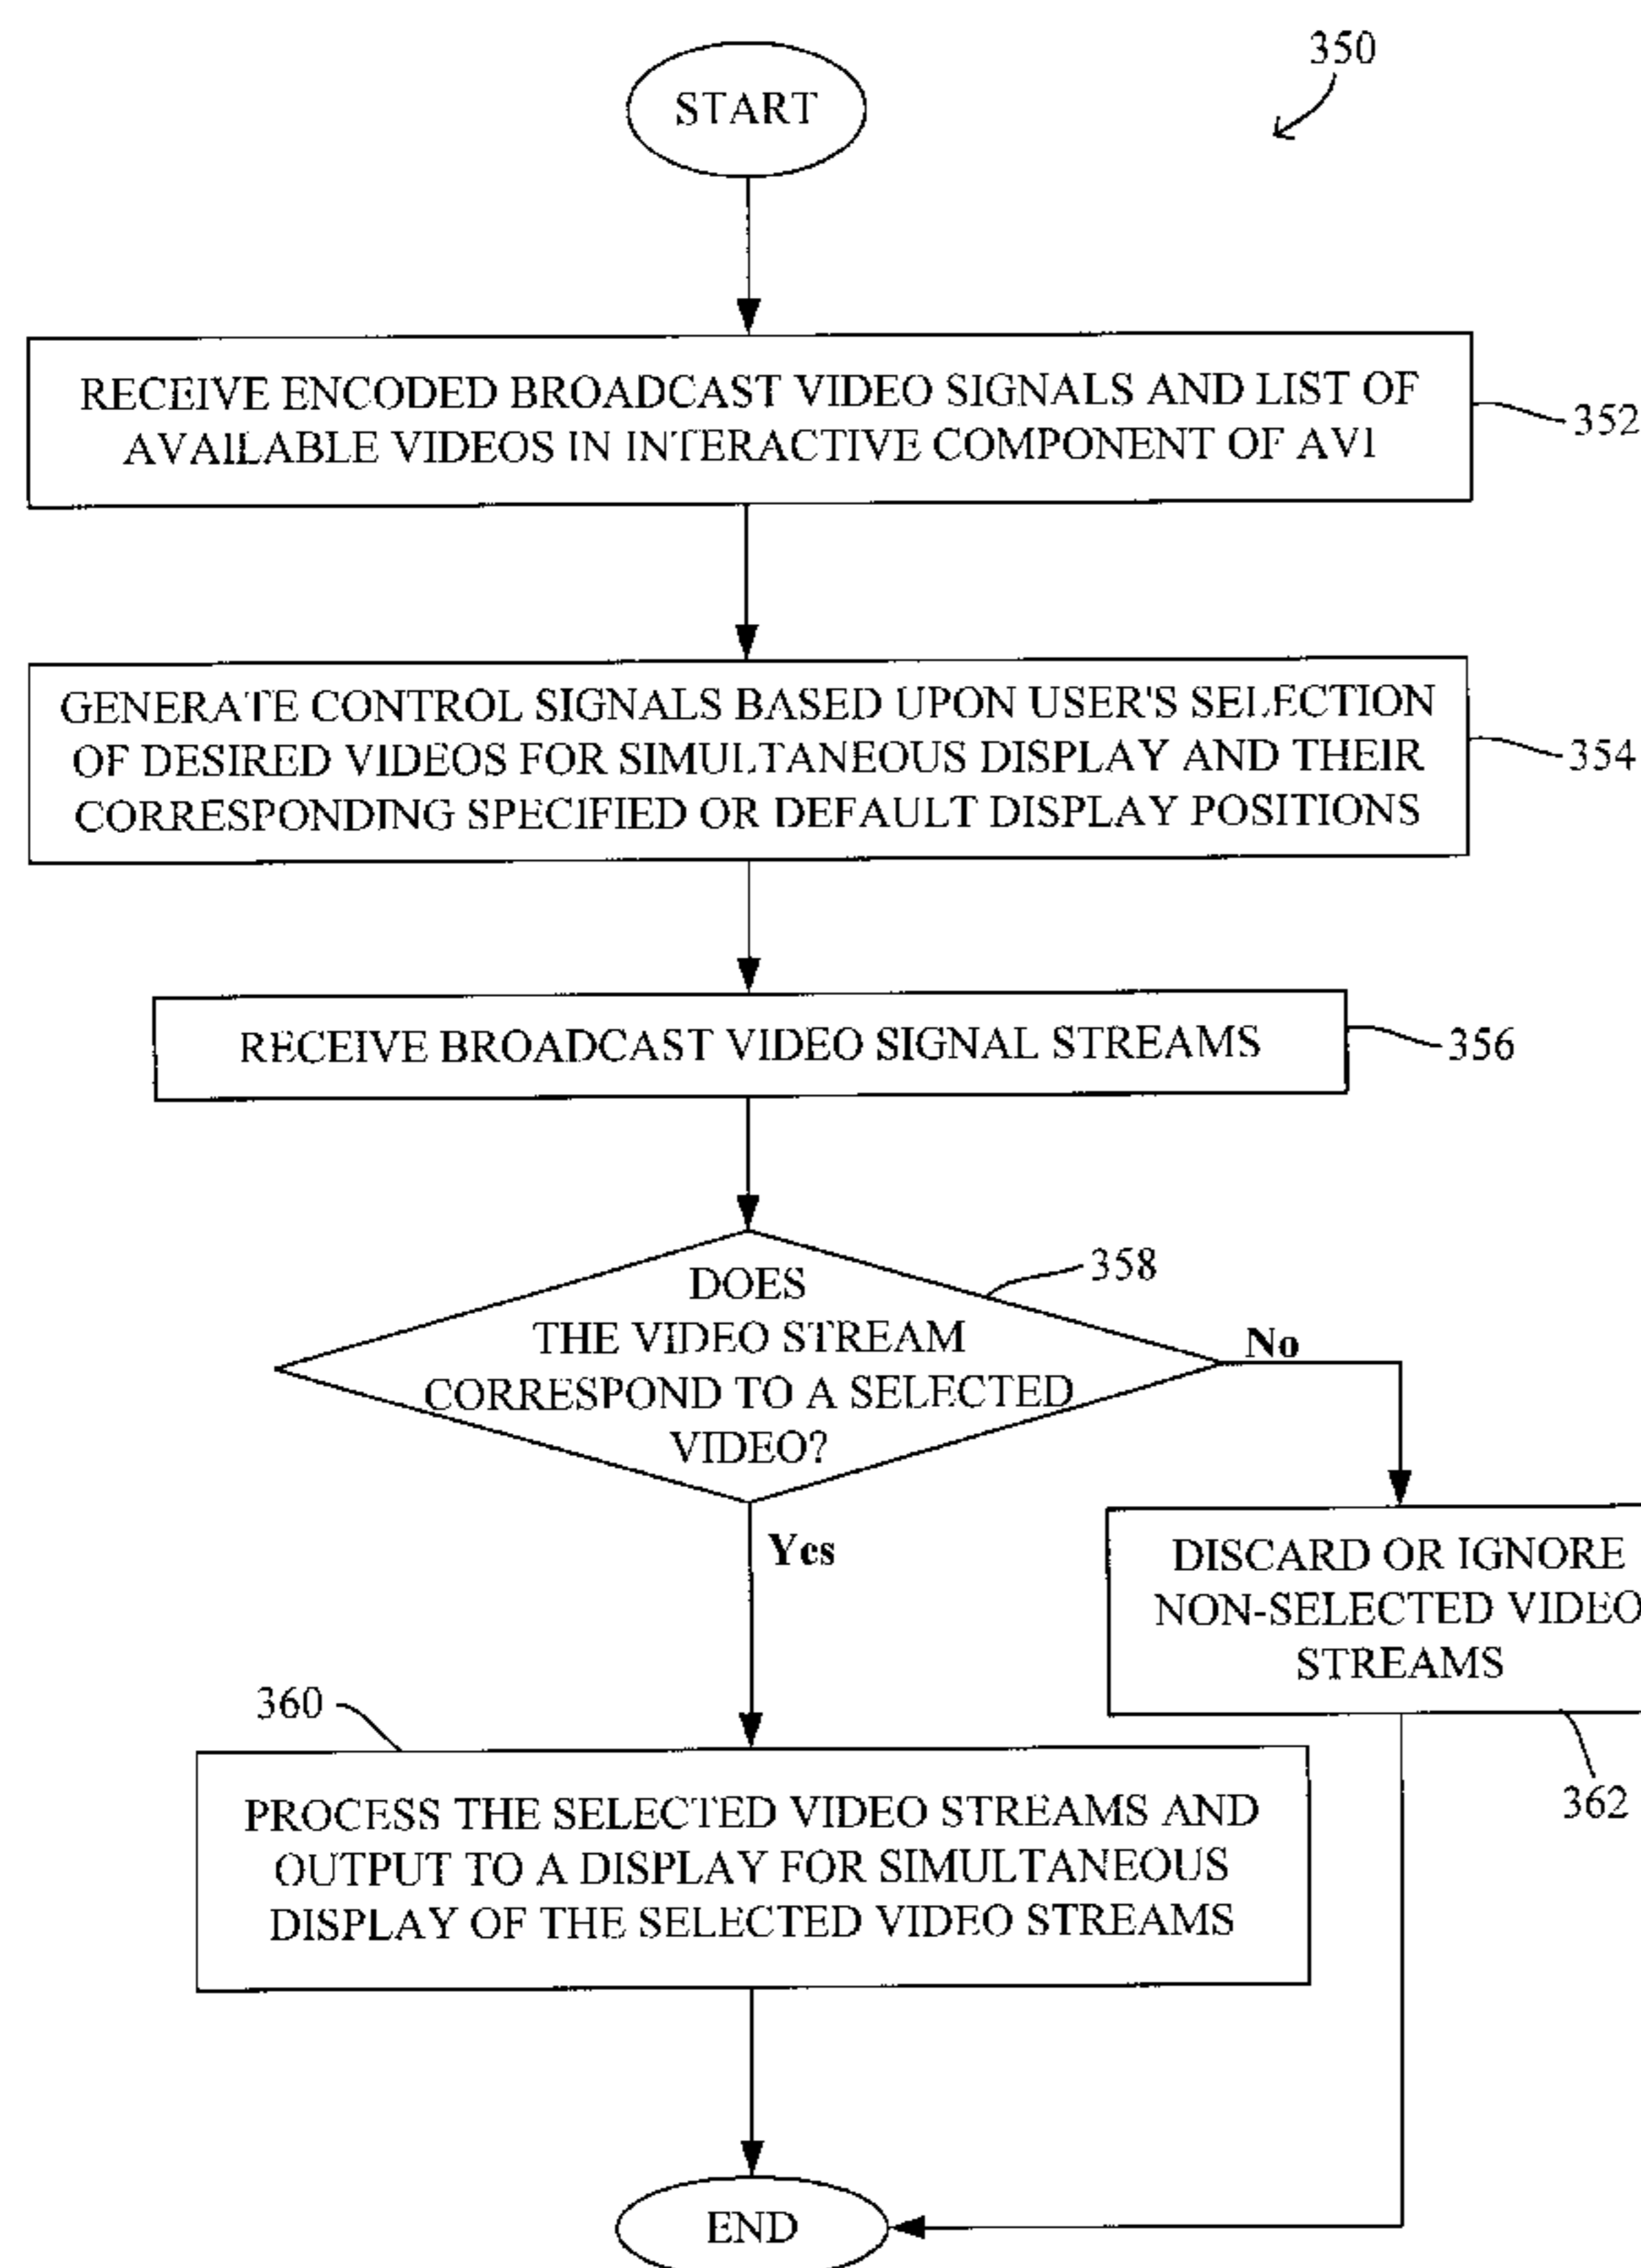 350
START
RECEIVE ENCODED BROADCAST VIDEO SIGNALS AND LIST OF
AVAILABLE VIDEOS IN INTERACTIVE COMPONENT OF AVI
352
GENERATE CONTROL SIGNALS BASED UPON USER'S SELECTION
OF DESIRED VIDEOS FOR SIMULTANEOUS DISPLAY AND THEIR
CORRESPONDING SPECIFIED OR DEFAULT DISPLAY POSITIONS
354
RECEIVE BROADCAST VIDEO SIGNAL STREAMS
356
358
DOES
THE VIDEO STREAM
CORRESPOND TO A SELECTED
VIDEO?
No
Yes
DISCARD OR IGNORE
NON-SELECTED VIDEO
STREAMS
362
360
PROCESS THE SELECTED VIDEO STREAMS AND
OUTPUT TO A DISPLAY FOR SIMULTANEOUS
DISPLAY OF THE SELECTED VIDEO STREAMS
END